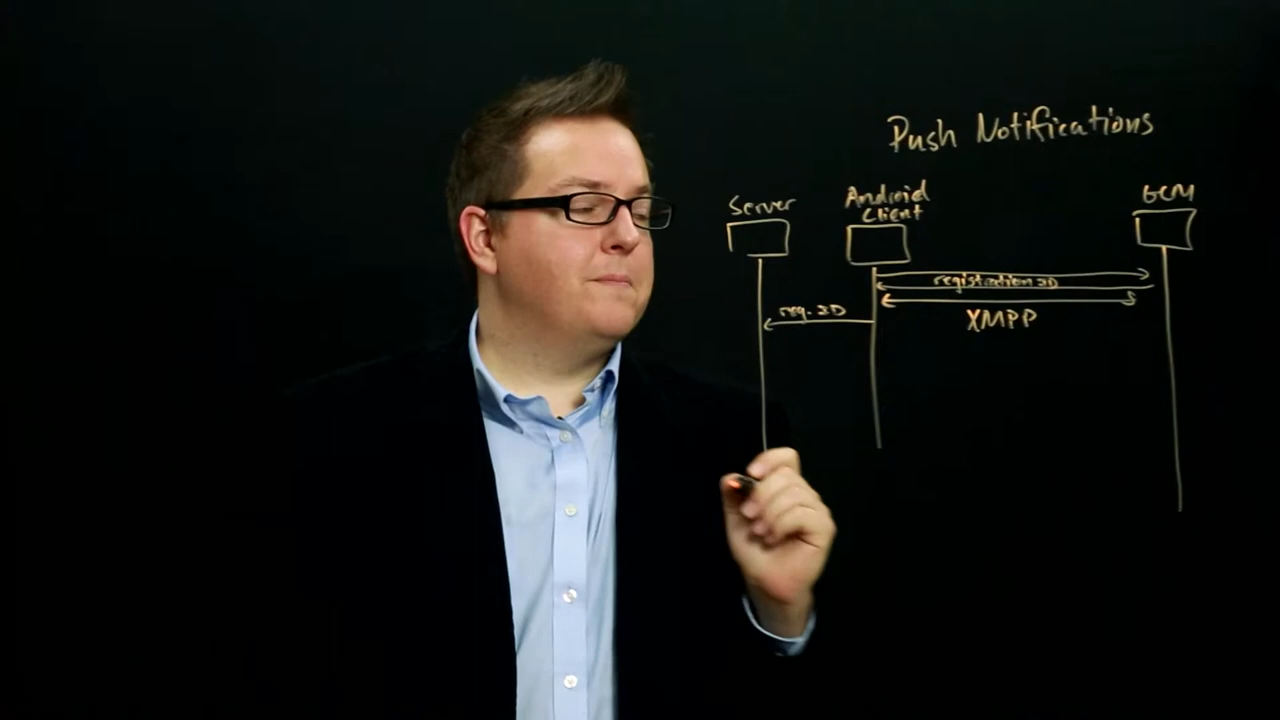 Push Notifications
Server
Android
Client
GCM
registration ID
reg. ID
XMPP